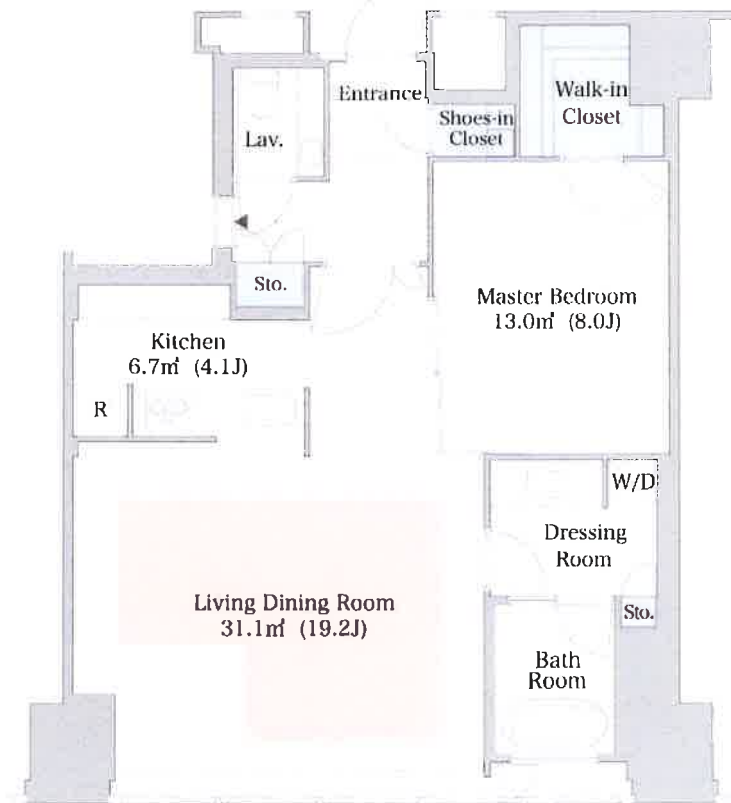 Entrance
Walk-in
Closet
Shoes-in
Closet
Lav.
Sto.
Master Bedroom
13.0㎡ (8.0J)
Kitchen
6.7㎡ (4.1J)
R
W/D
Dressing
Room
Living Dining Room
31.1㎡ (19.2J)
Sto.
Bath
Room